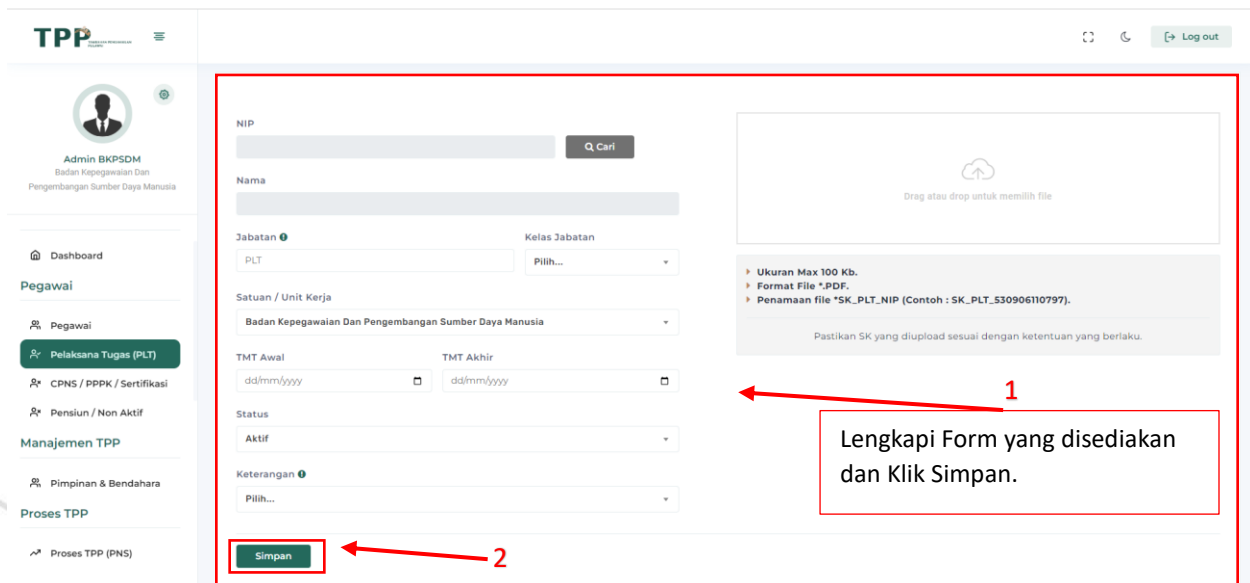 TPP
Log out
Admin BKPSDM
Badan Kepegawaian Dan
Pengembangan Sumber Daya Manusia
Dashboard
Pegawai
Pegawai
Pelaksana Tugas (PLT)
CPNS / PPPK / Sertifikasi
Pensiun / Non Aktif
Manajemen TPP
Pimpinan & Bendahara
Proses TPP
Proses TPP (PNS)
NIP
Cari
Nama
Jabatan
Kelas Jabatan
PLT
Pilih...
Satuan / Unit Kerja
Badan Kepegawaian Dan Pengembangan Sumber Daya Manusia
TMT Awal
TMT Akhir
dd/mm/yyyy
dd/mm/yyyy
Status
Aktif
Keterangan
Pilih...
Simpan
2
Drag atau drop untuk memilih file
Ukuran Max 100 Kb.
Format File *.PDF.
Penamaan file *SK_PLT_NIP (Contoh : SK_PLT_530906110797).
Pastikan SK yang diupload sesuai dengan ketentuan yang berlaku.
1
Lengkapi Form yang disediakan
dan Klik Simpan.